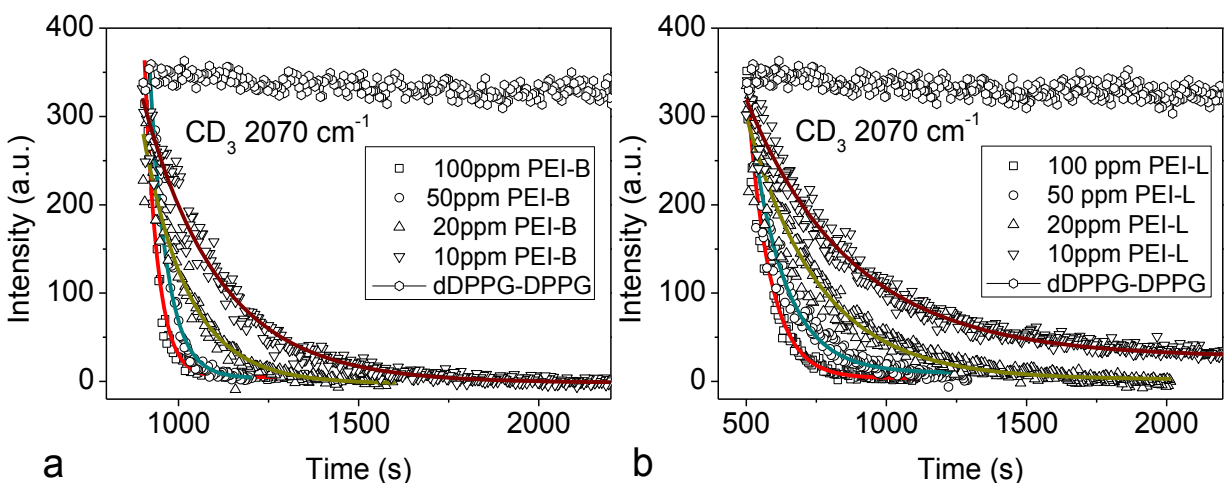 400
300
200
100
0
Intensity (a.u.)
CD₃ 2070 cm⁻¹
100ppm PEI-B
50ppm PEI-B
20ppm PEI-B
10ppm PEI-B
dDPPG-DPPG
1000 1500 2000
Time (s)
a
400
300
200
100
0
Intensity (a.u.)
CD₃ 2070 cm⁻¹
100 ppm PEI-L
50 ppm PEI-L
20ppm PEI-L
10ppm PEI-L
dDPPG-DPPG
500 1000 1500 2000
Time (s)
b